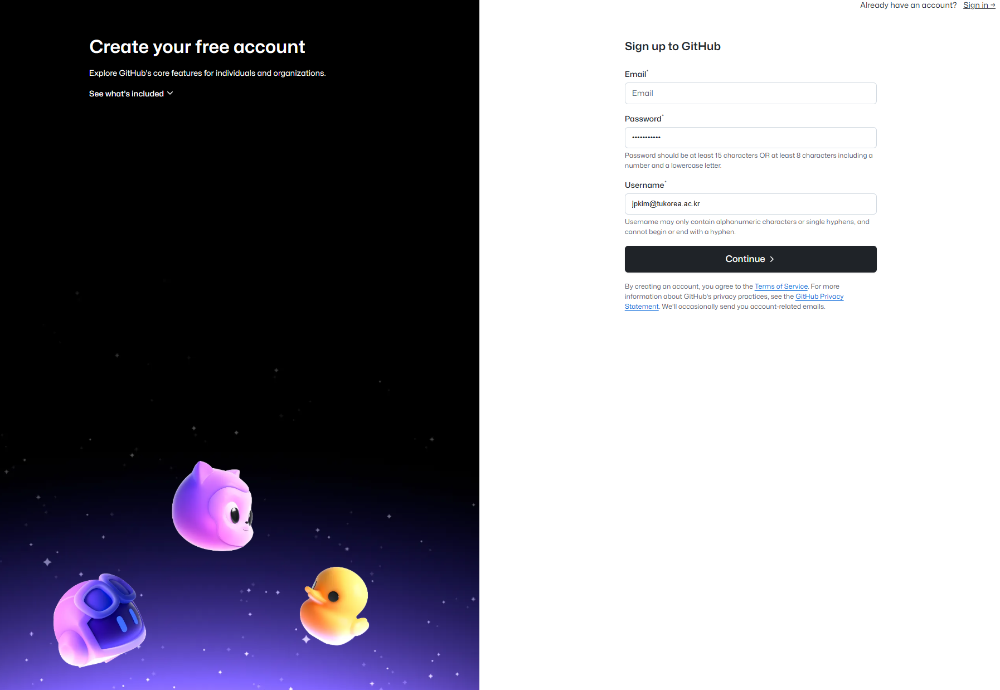 Create your free account
Explore GitHub's core features for individuals and organizations.
See what's included
Already have an account? Sign in →
Sign up to GitHub
Email*
Email
Password*
•••••••••••
Password should be at least 15 characters OR at least 8 characters including a
number and a lowercase letter.
Username*
jpkim@tukorea.ac.kr
Username may only contain alphanumeric characters or single hyphens, and
cannot begin or end with a hyphen.
Continue
By creating an account, you agree to the Terms of Service. For more
information about GitHub's privacy practices, see the GitHub Privacy
Statement. We'll occasionally send you account-related emails.